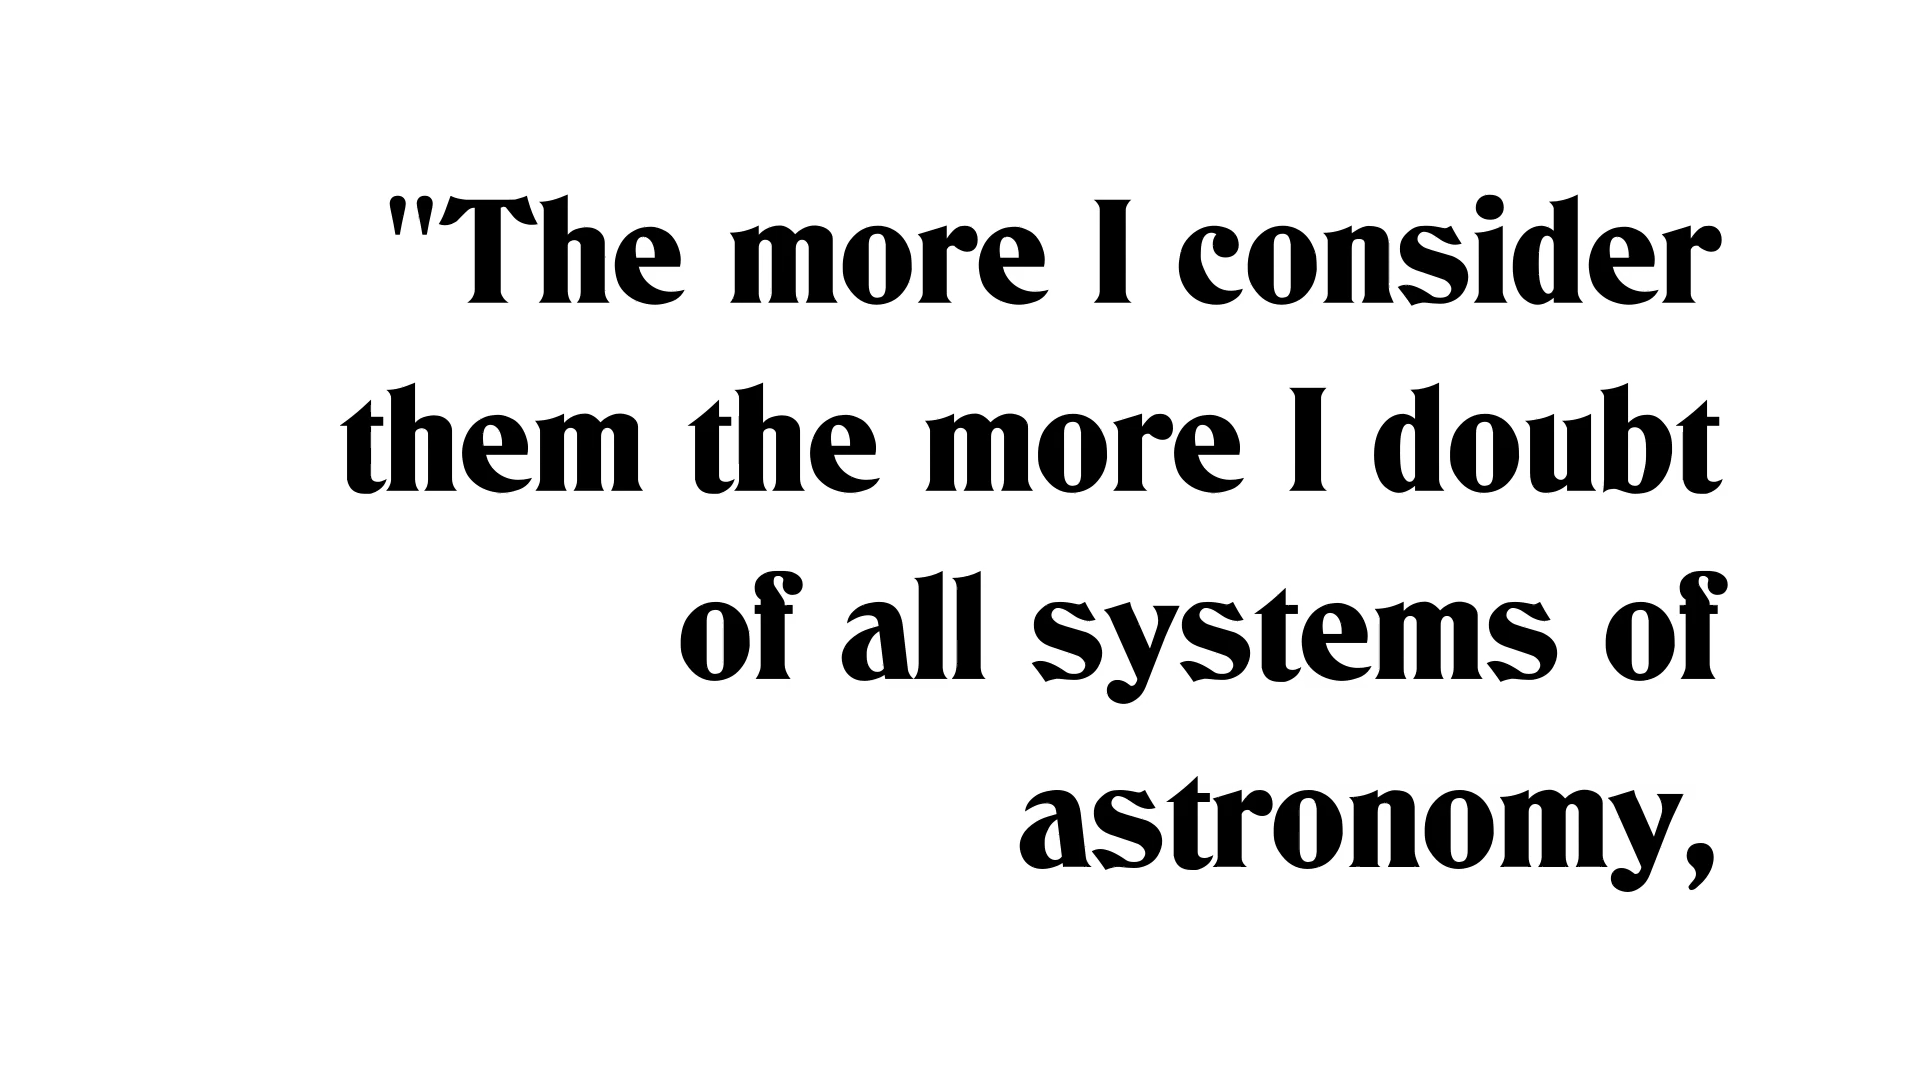 "The more I consider
them the more I doubt
of all systems of
astronomy,